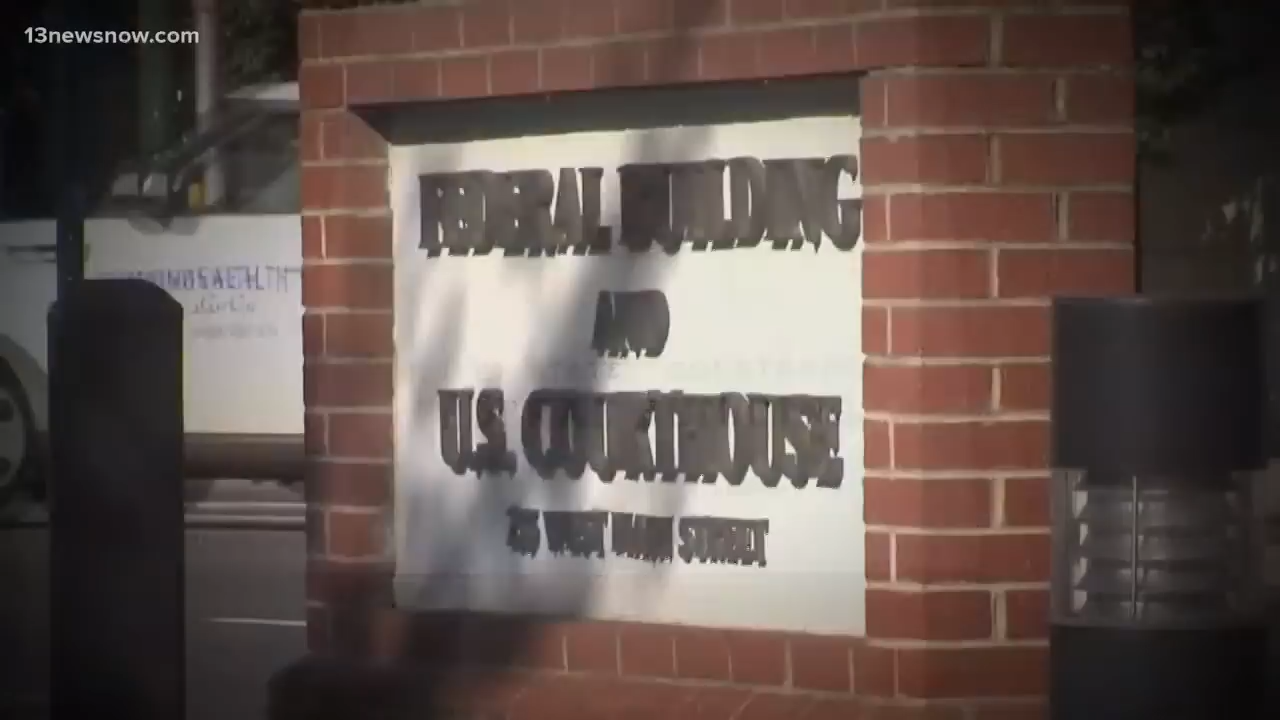 13newsnow.com
FEDERAL BUILDING
AND
U.S. COURTHOUSE
WEST MAIN STREET